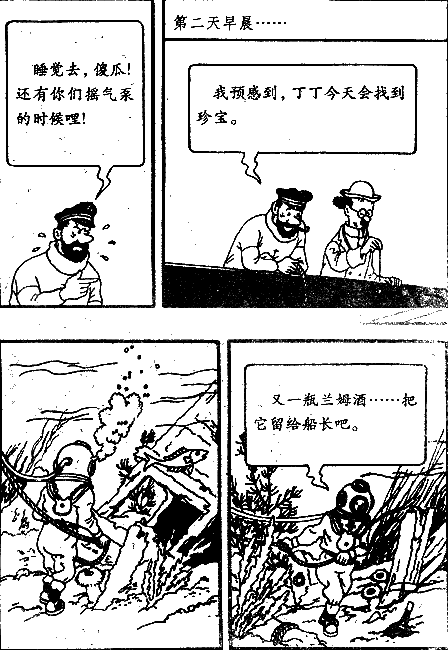 睡觉去，傻瓜！
还有你们摇气泵
的时候哩！
第二天早晨……
我预感到，丁丁今天会找到
珍宝。
又一瓶兰姆酒……把
它留给船长吧。